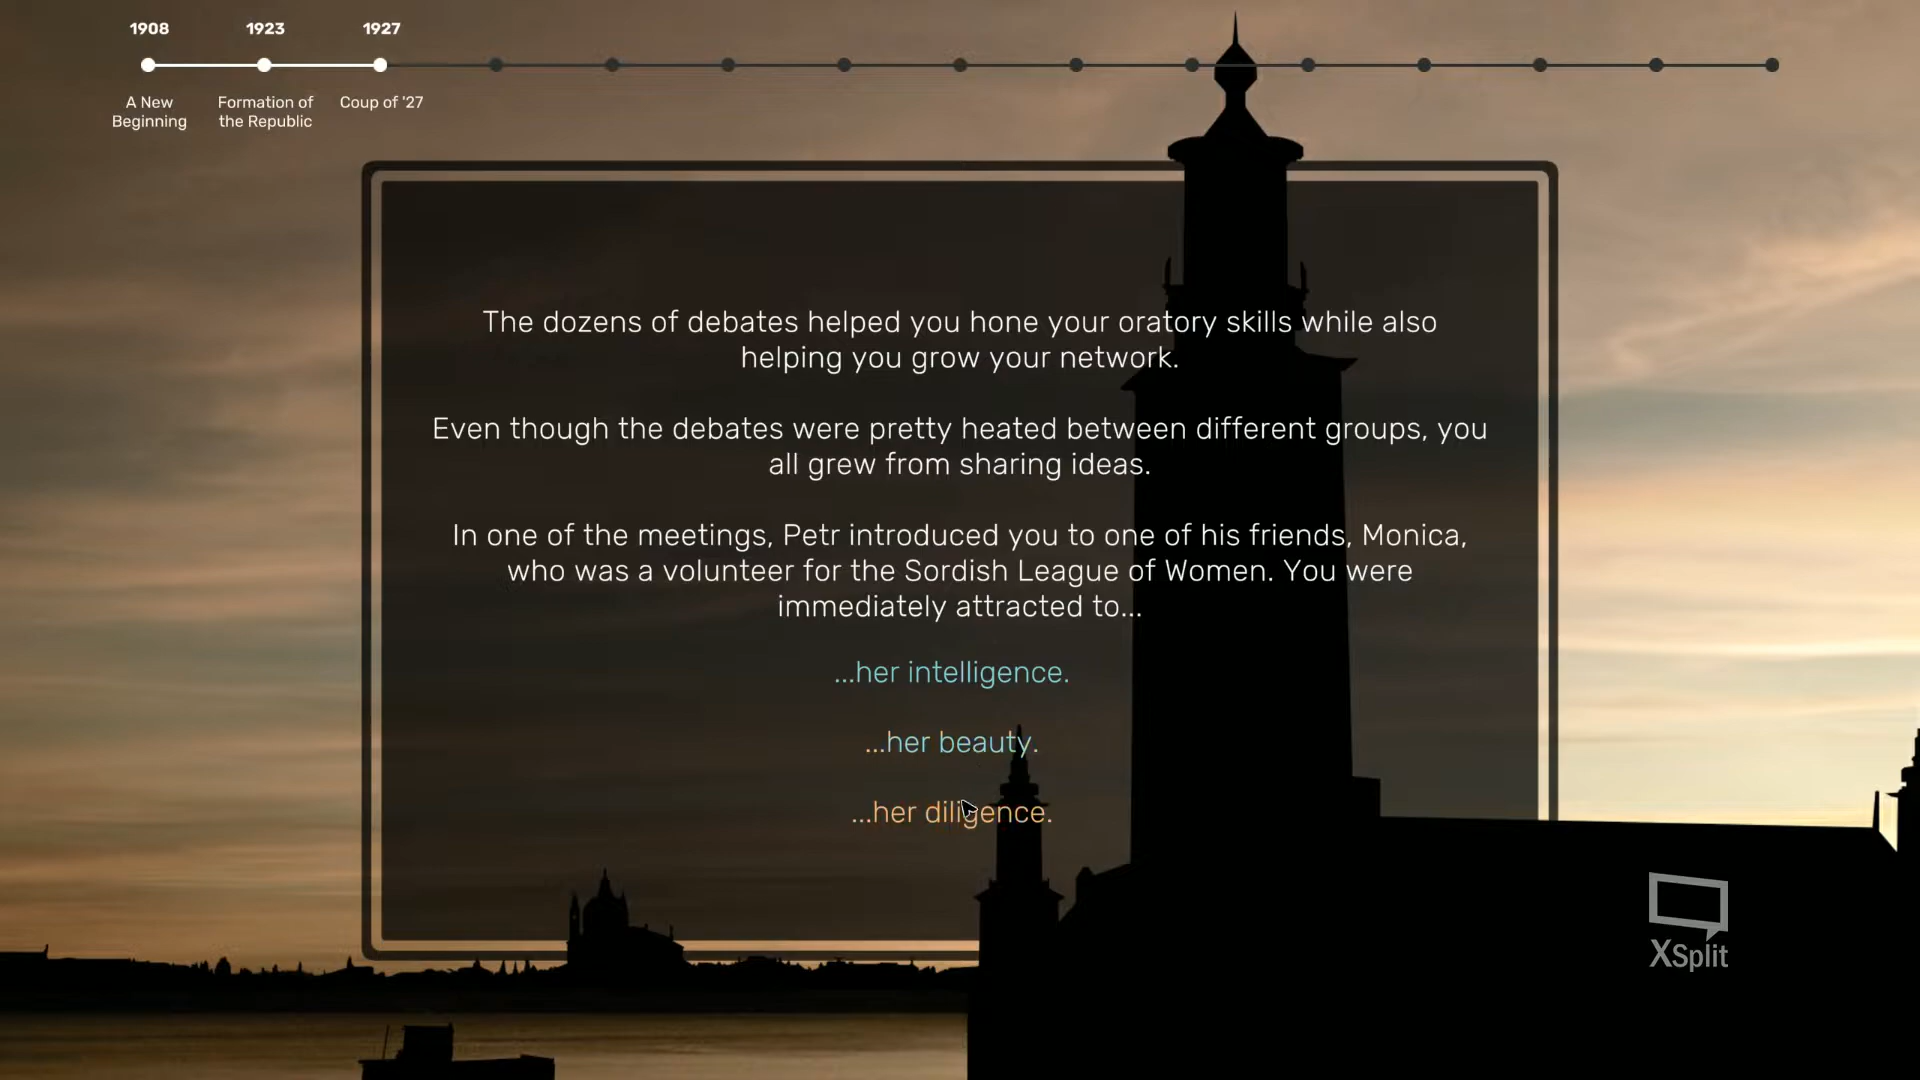 1908 1923 1927
A New Beginning
Formation of the Republic
Coup of '27
The dozens of debates helped you hone your oratory skills while also
helping you grow your network.
Even though the debates were pretty heated between different groups, you
all grew from sharing ideas.
In one of the meetings, Petr introduced you to one of his friends, Monica,
who was a volunteer for the Sordish League of Women. You were
immediately attracted to...
...her intelligence.
...her beauty.
...her diligence.
XSplit